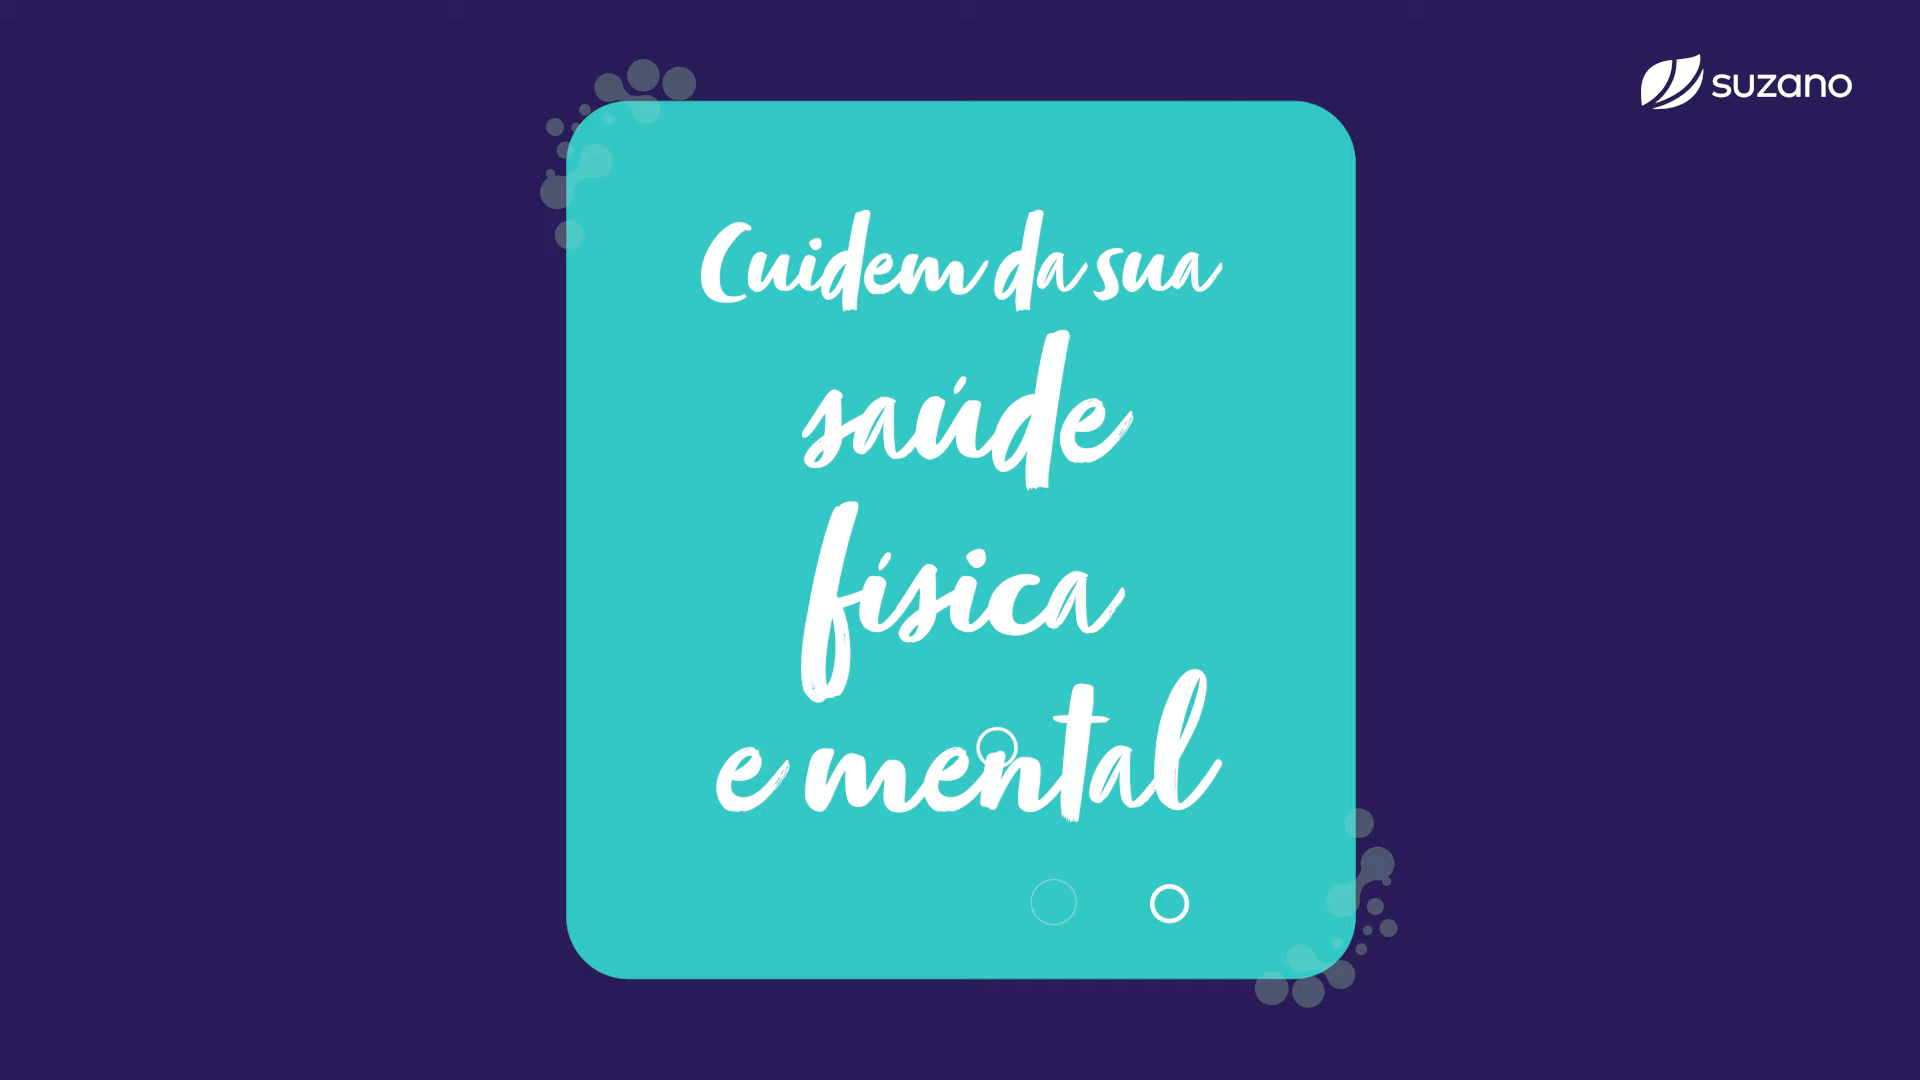 suzano
Cuidem da sua
saúde
física
e mental